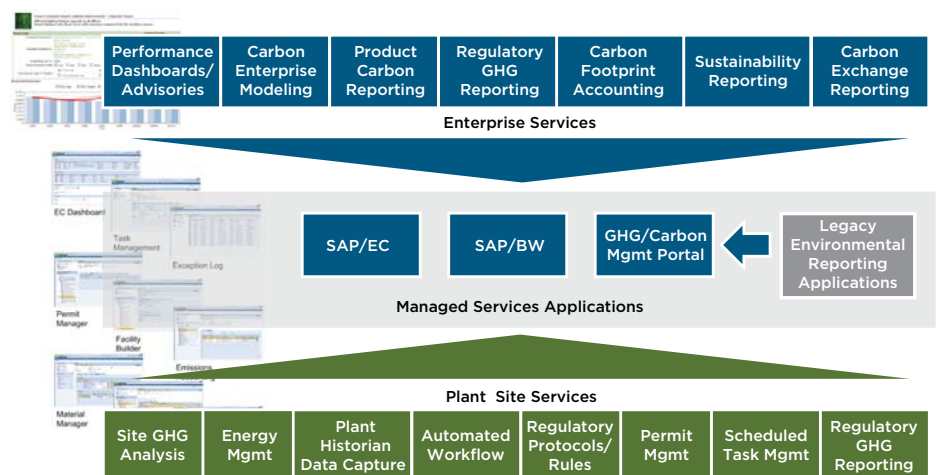 Performance
Dashboards/
Advisories
Carbon
Enterprise
Modeling
Product
Carbon
Reporting
Regulatory
GHG
Reporting
Carbon
Footprint
Accounting
Sustainability
Reporting
Carbon
Exchange
Reporting
Enterprise Services
EC Dashboard
Task
Management
Exception Log
SAP/EC
SAP/BW
GHG/Carbon
Mgmt Portal
Legacy
Environmental
Reporting
Applications
Managed Services Applications
Permit
Manager
Facility
Builder
Emissions
Material
Manager
Plant Site Services
Site GHG
Analysis
Energy
Mgmt
Plant
Historian
Data Capture
Automated
Workflow
Regulatory
Protocols/
Rules
Permit
Mgmt
Scheduled
Task Mgmt
Regulatory
GHG
Reporting